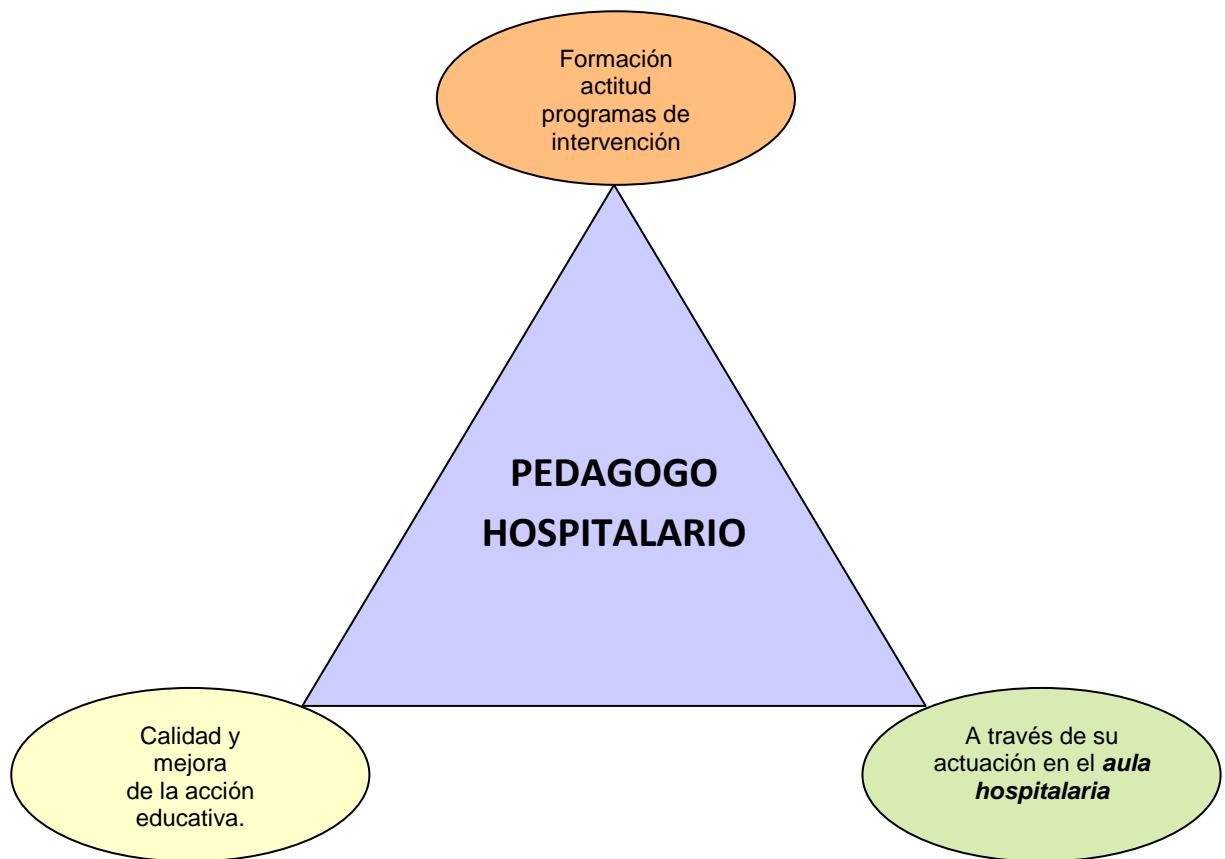 Formación
actitud
programas de
intervención
PEDAGOGO
HOSPITALARIO
Calidad y
mejora
de la acción
educativa.
A través de su
actuación en el aula
hospitalaria